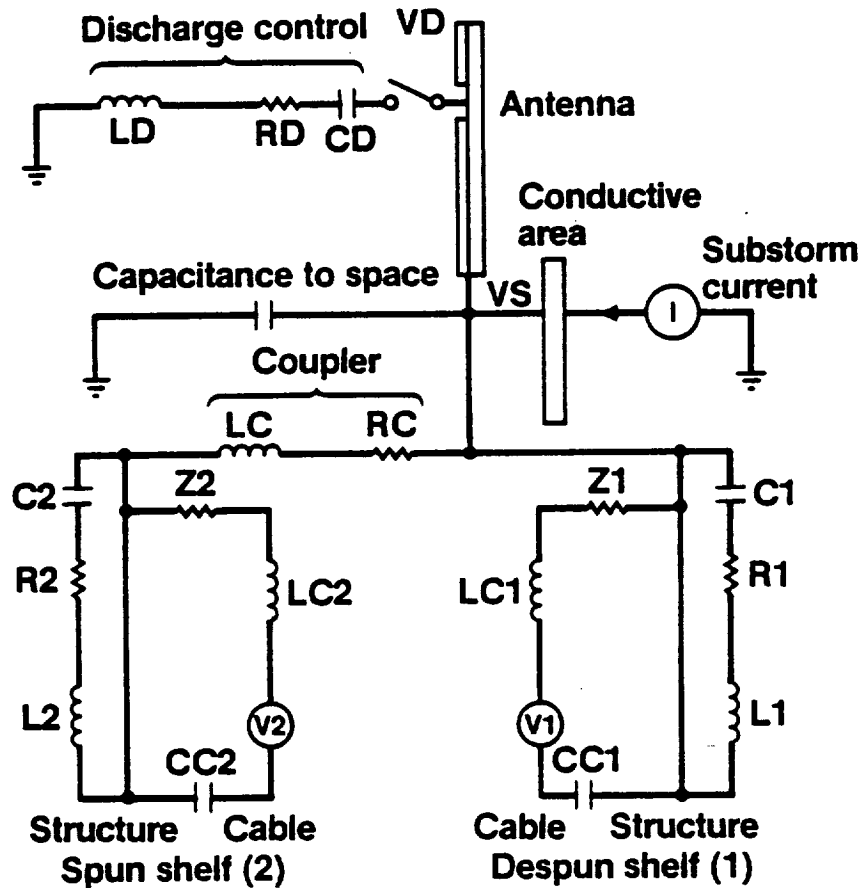 Discharge control
VD
LD
RD
CD
Antenna
Conductive
area
Substorm
current
Capacitance to space
VS
I
Coupler
LC
RC
C2
Z2
Z1
C1
R2
LC2
LC1
R1
L2
V2
V1
L1
CC2
CC1
Structure
Cable
Cable
Structure
Spun shelf (2)
Despun shelf (1)